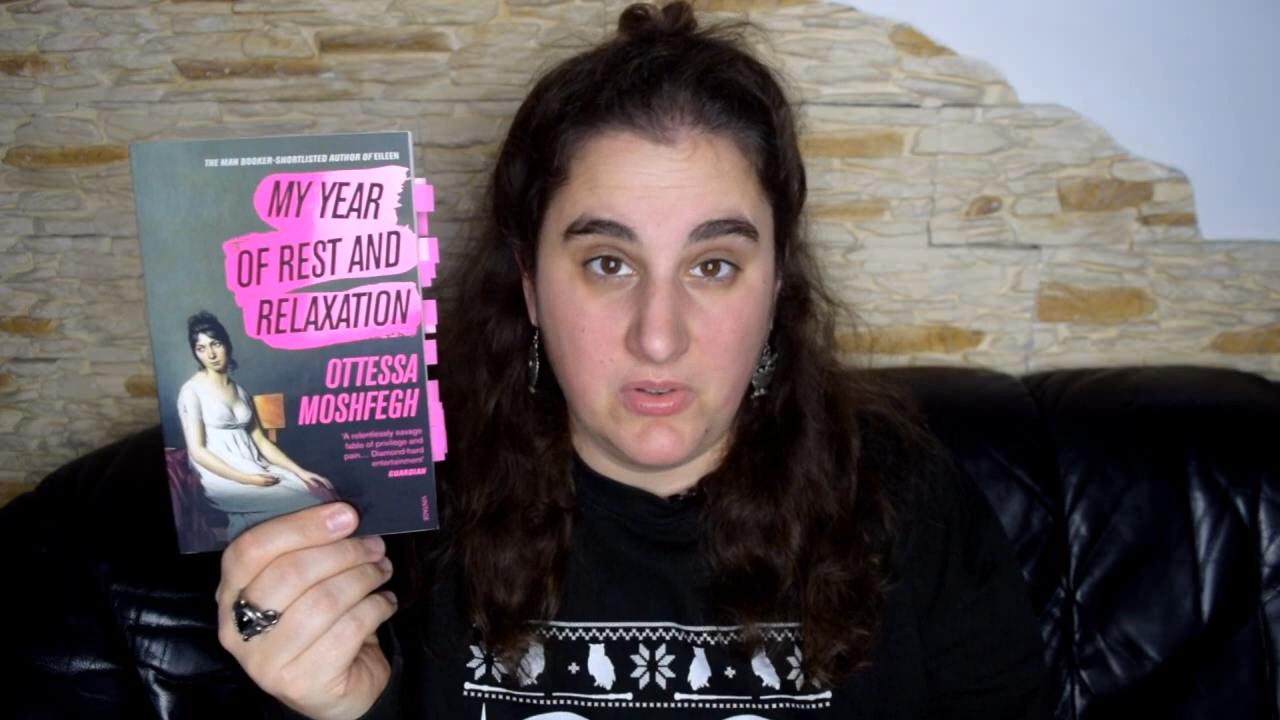 THE MAN BOOKER-SHORTLISTED AUTHOR OF EILEEN
MY YEAR
OF REST AND
RELAXATION
OTTESSA
MOSHFEGH
'A relentlessly savage
fable of privilege and
pain... Diamond-hard
entertainment'
GUARDIAN
VINTAGE